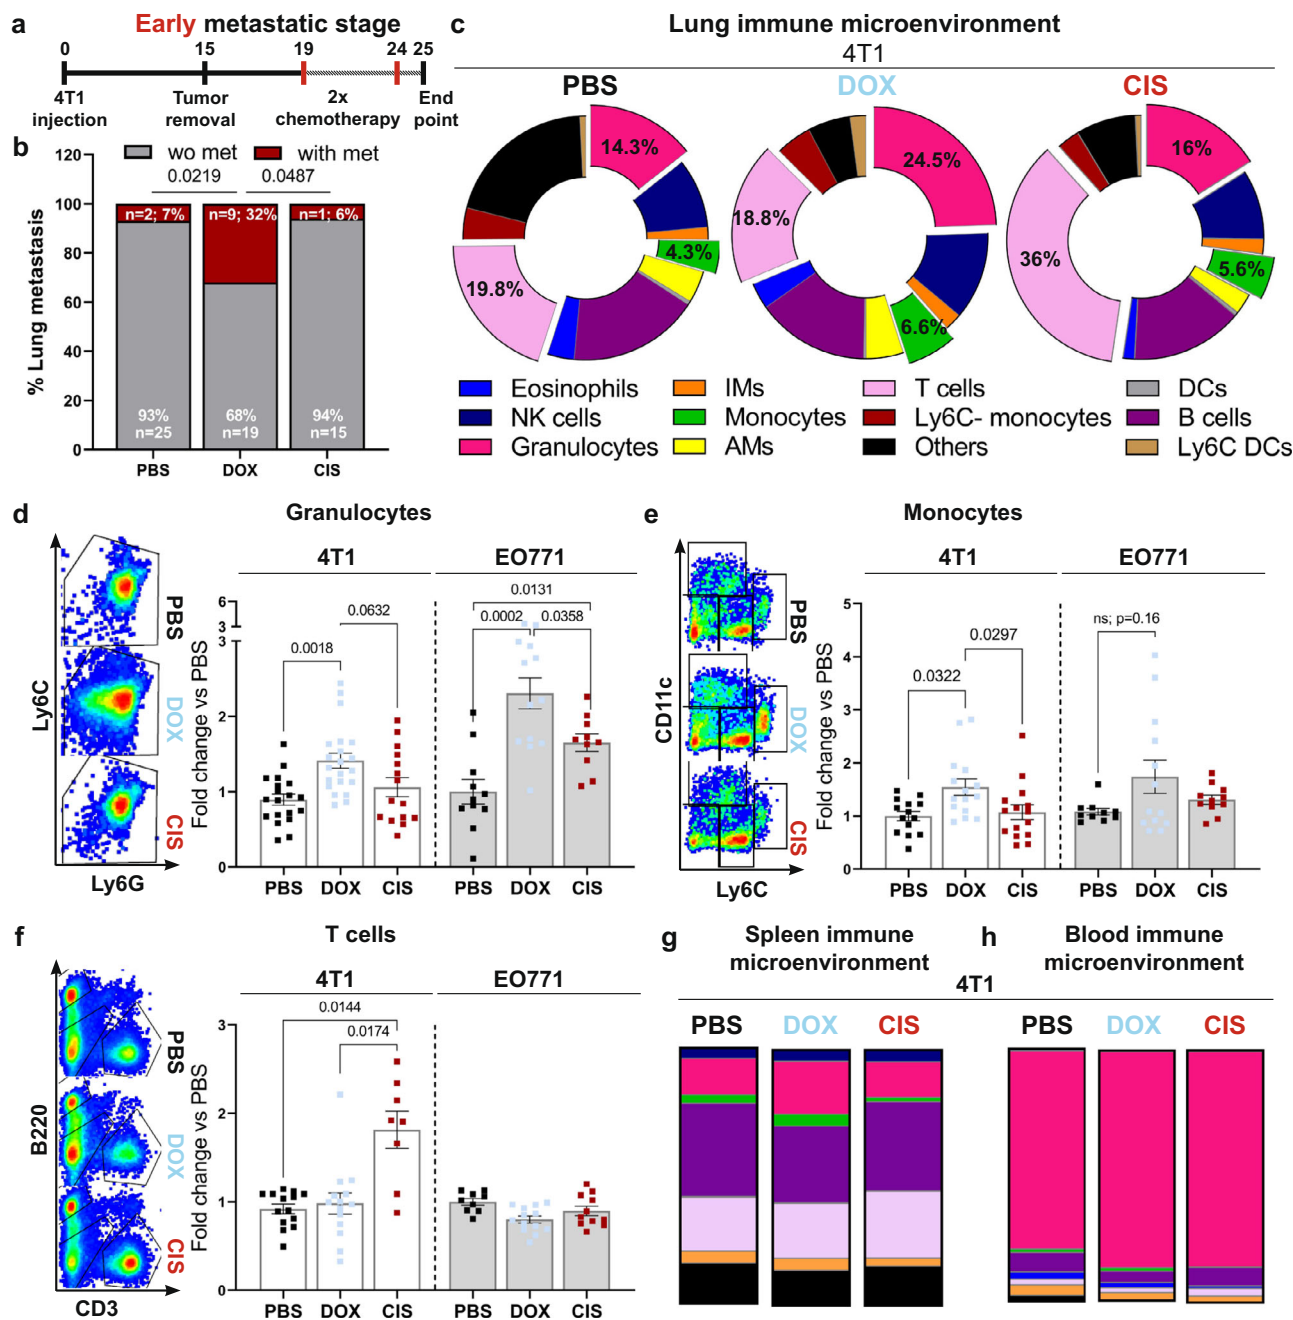 a
Early metastatic stage
0 15 19 24 25
4T1 injection
Tumor removal
2x chemotherapy
End point
b
wo met
with met
0.0219 0.0487
120
100
80
60
40
20
0
% Lung metastasis
n=2; 7% n=9; 32% n=1; 6%
93% 68% 94%
n=25 n=19 n=15
PBS DOX CIS
c
Lung immune microenvironment
4T1
PBS DOX CIS
14.3%
4.3%
19.8%
24.5%
6.6%
18.8%
16%
5.6%
36%
Eosinophils IMs T cells DCs
NK cells Monocytes Ly6C- monocytes B cells
Granulocytes AMs Others Ly6C DCs
d
Granulocytes
Ly6C
Ly6G
PBS
DOX
CIS
4T1 EO771
Fold change vs PBS
6
3
3
2
1
0
0.0018
0.0632
0.0131
0.0002 0.0358
PBS DOX CIS PBS DOX CIS
e
Monocytes
CD11c
Ly6C
PBS
DOX
CIS
4T1 EO771
Fold change vs PBS
5
4
3
2
1
0
0.0322
0.0297
ns; p=0.16
PBS DOX CIS PBS DOX CIS
f
T cells
B220
CD3
PBS
DOX
CIS
4T1 EO771
Fold change vs PBS
3
2
1
0
0.0144
0.0174
PBS DOX CIS PBS DOX CIS
g
Spleen immune
microenvironment
h
Blood immune
microenvironment
4T1
PBS DOX CIS
PBS DOX CIS